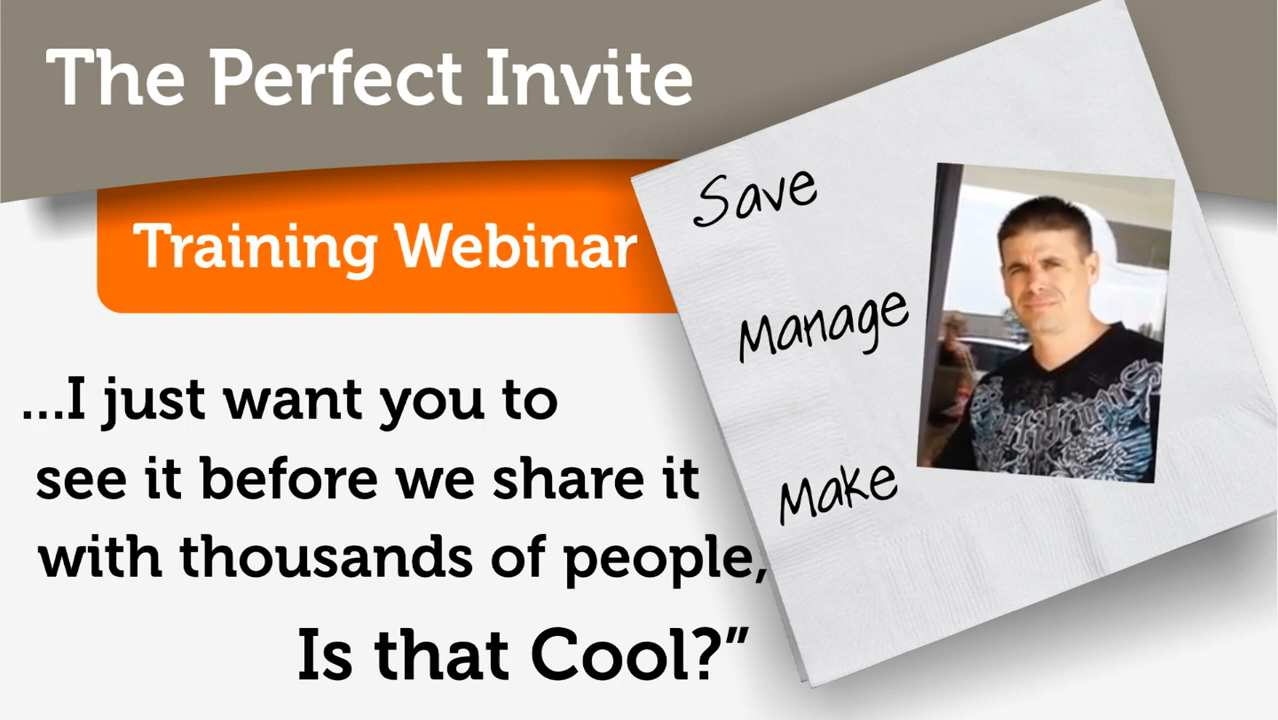 The Perfect Invite
Training Webinar
...I just want you to
see it before we share it
with thousands of people,
Is that Cool?”
Save
Manage
Make